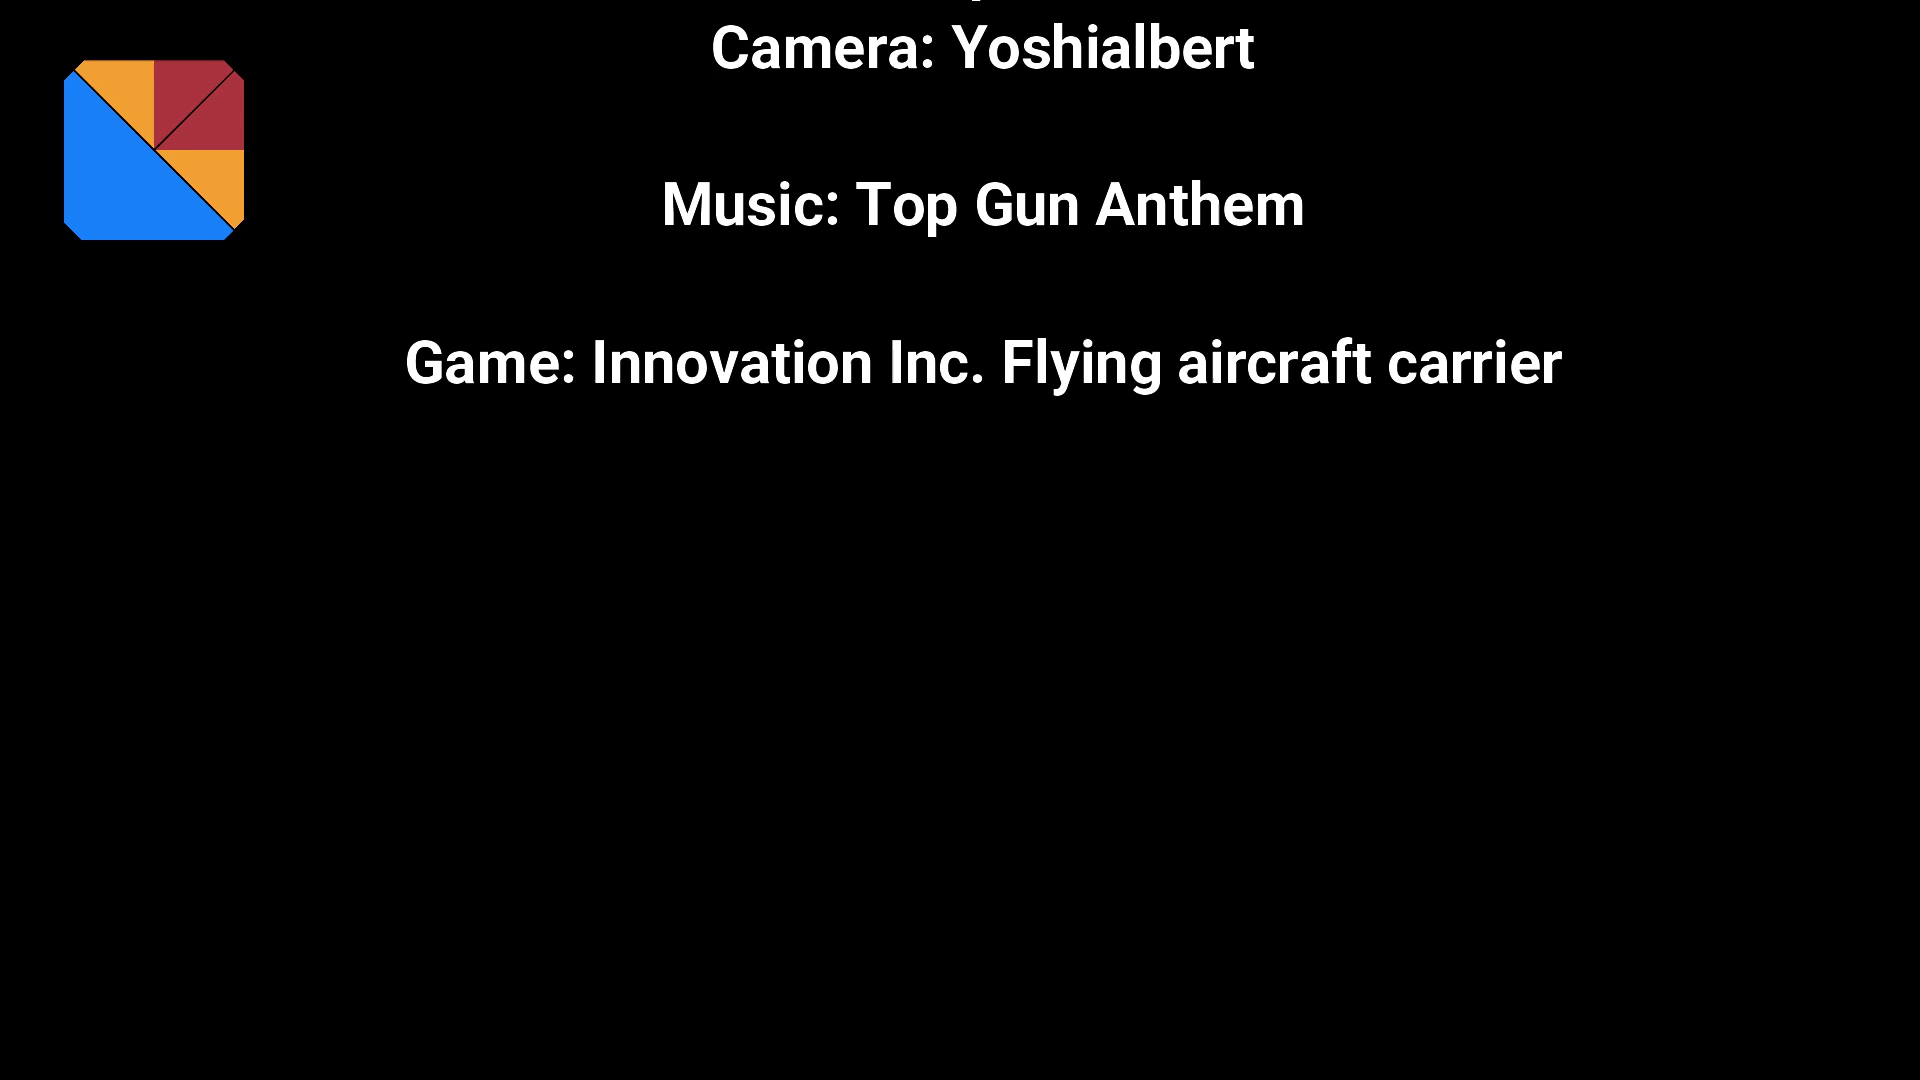 Camera: Yoshialbert
Music: Top Gun Anthem
Game: Innovation Inc. Flying aircraft carrier